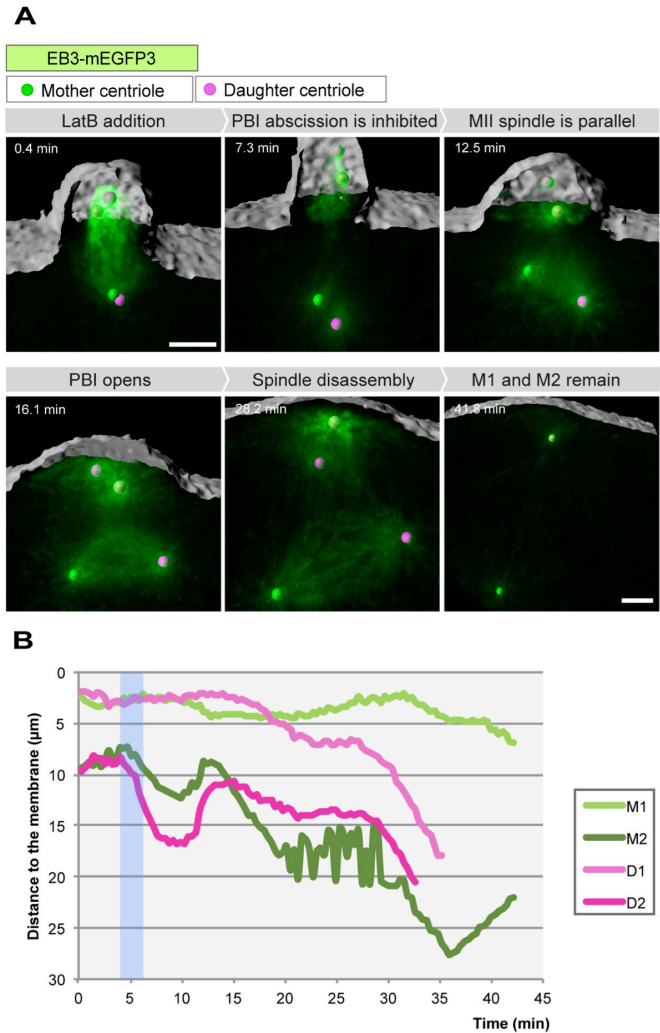 A
EB3-mEGFP3
Mother centriole
Daughter centriole
LatB addition
PBI abscission is inhibited
MII spindle is parallel
0.4 min
7.3 min
12.5 min
PBI opens
Spindle disassembly
M1 and M2 remain
16.1 min
28.2 min
41.8 min
B
Distance to the membrane (µm)
0
5
10
15
20
25
30
0 5 10 15 20 25 30 35 40 45
Time (min)
M1
M2
D1
D2